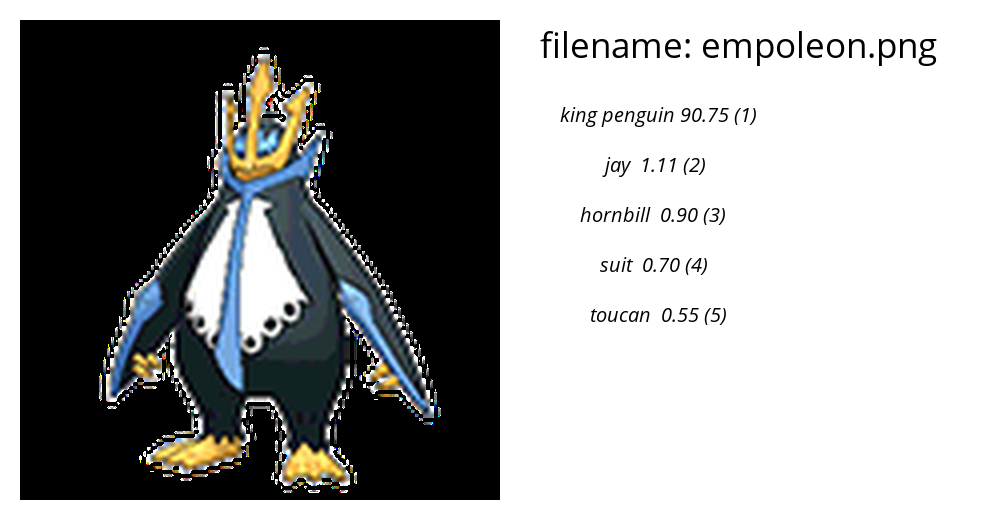 filename: empoleon.png
king penguin 90.75 (1)
jay 1.11 (2)
hornbill 0.90 (3)
suit 0.70 (4)
toucan 0.55 (5)